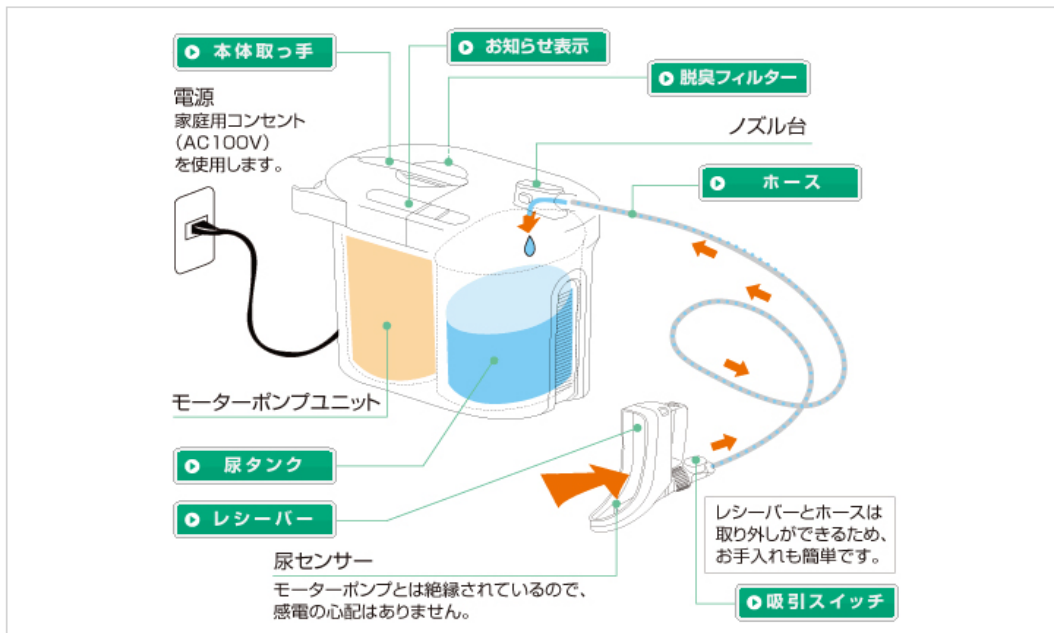 本体取っ手
お知らせ表示
脱臭フィルター
電源
家庭用コンセント
（AC100V）
を使用します。
ノズル台
ホース
モーターポンプユニット
尿タンク
レシーバー
レシーバーとホースは
取り外しができるため、
お手入れも簡単です。
尿センサー
モーターポンプとは絶縁されているので、
感電の心配はありません。
吸引スイッチ